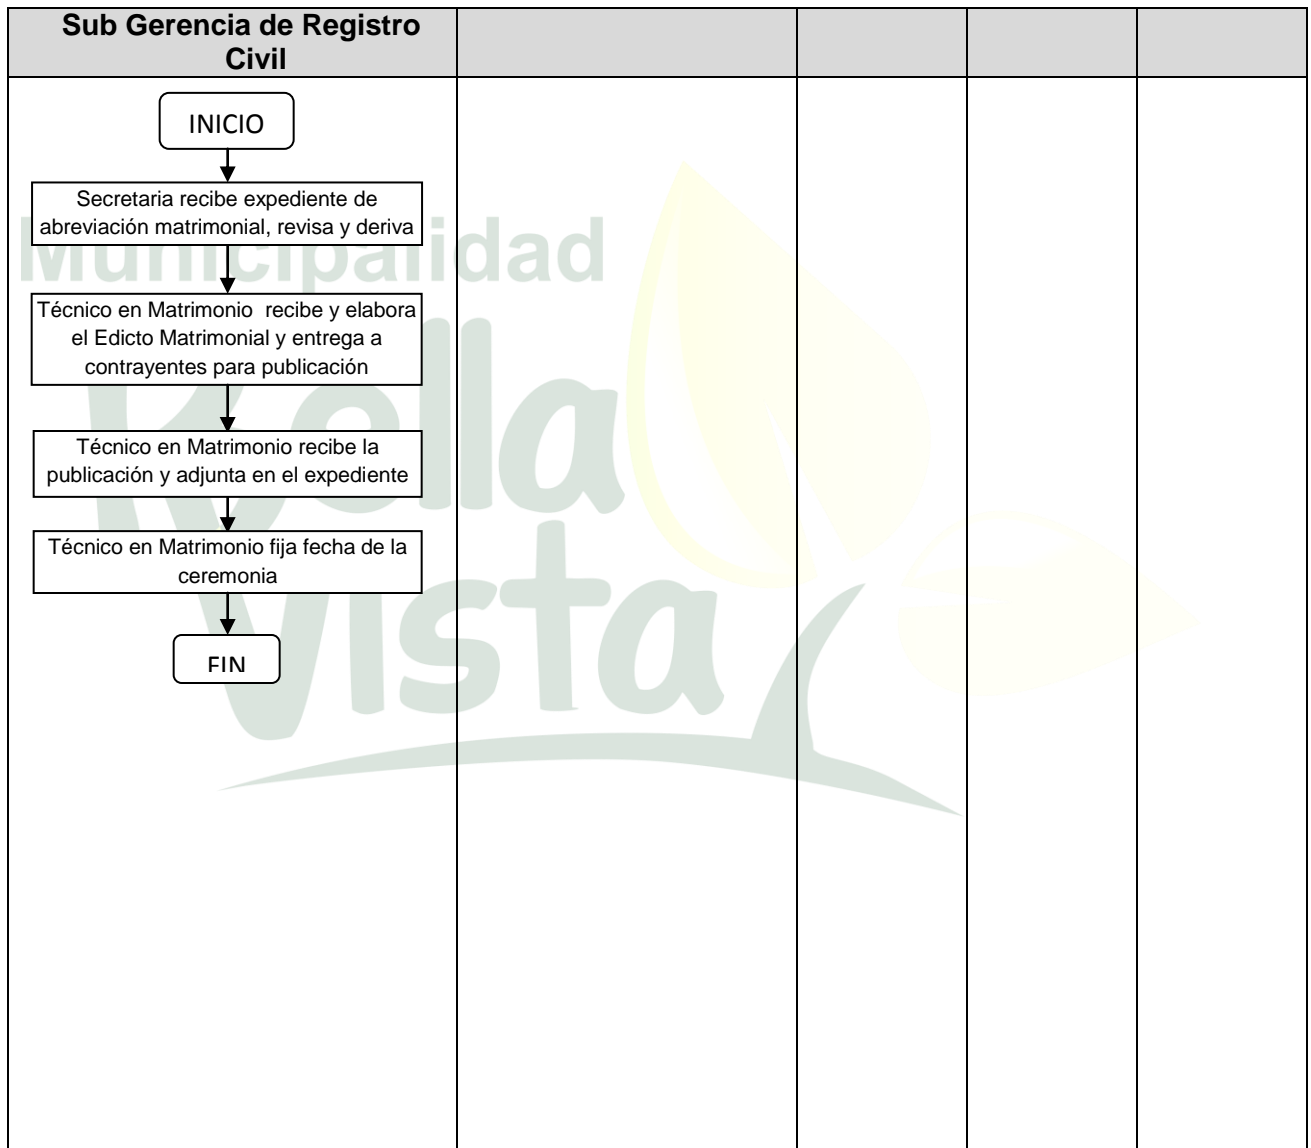 Sub Gerencia de Registro
Civil
INICIO
Secretaria recibe expediente de
abreviación matrimonial, revisa y deriva
Municipalidad
Técnico en Matrimonio  recibe y elabora
el Edicto Matrimonial y entrega a
contrayentes para publicación
Bella
Técnico en Matrimonio recibe la
publicación y adjunta en el expediente
Vista
Técnico en Matrimonio fija fecha de la
ceremonia
FIN